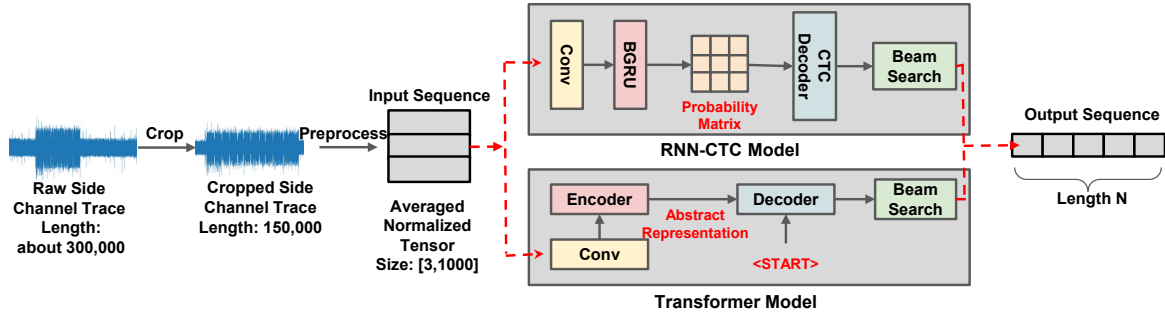 Raw Side
Channel Trace
Length:
about 300,000
Crop
Cropped Side
Channel Trace
Length: 150,000
Preprocess
Input Sequence
Averaged
Normalized
Tensor
Size: [3,1000]
Conv
BGRU
Probability
Matrix
CTC
Decoder
Beam
Search
RNN-CTC Model
Encoder
Conv
Abstract
Representation
Decoder
<START>
Beam
Search
Transformer Model
Output Sequence
Length N